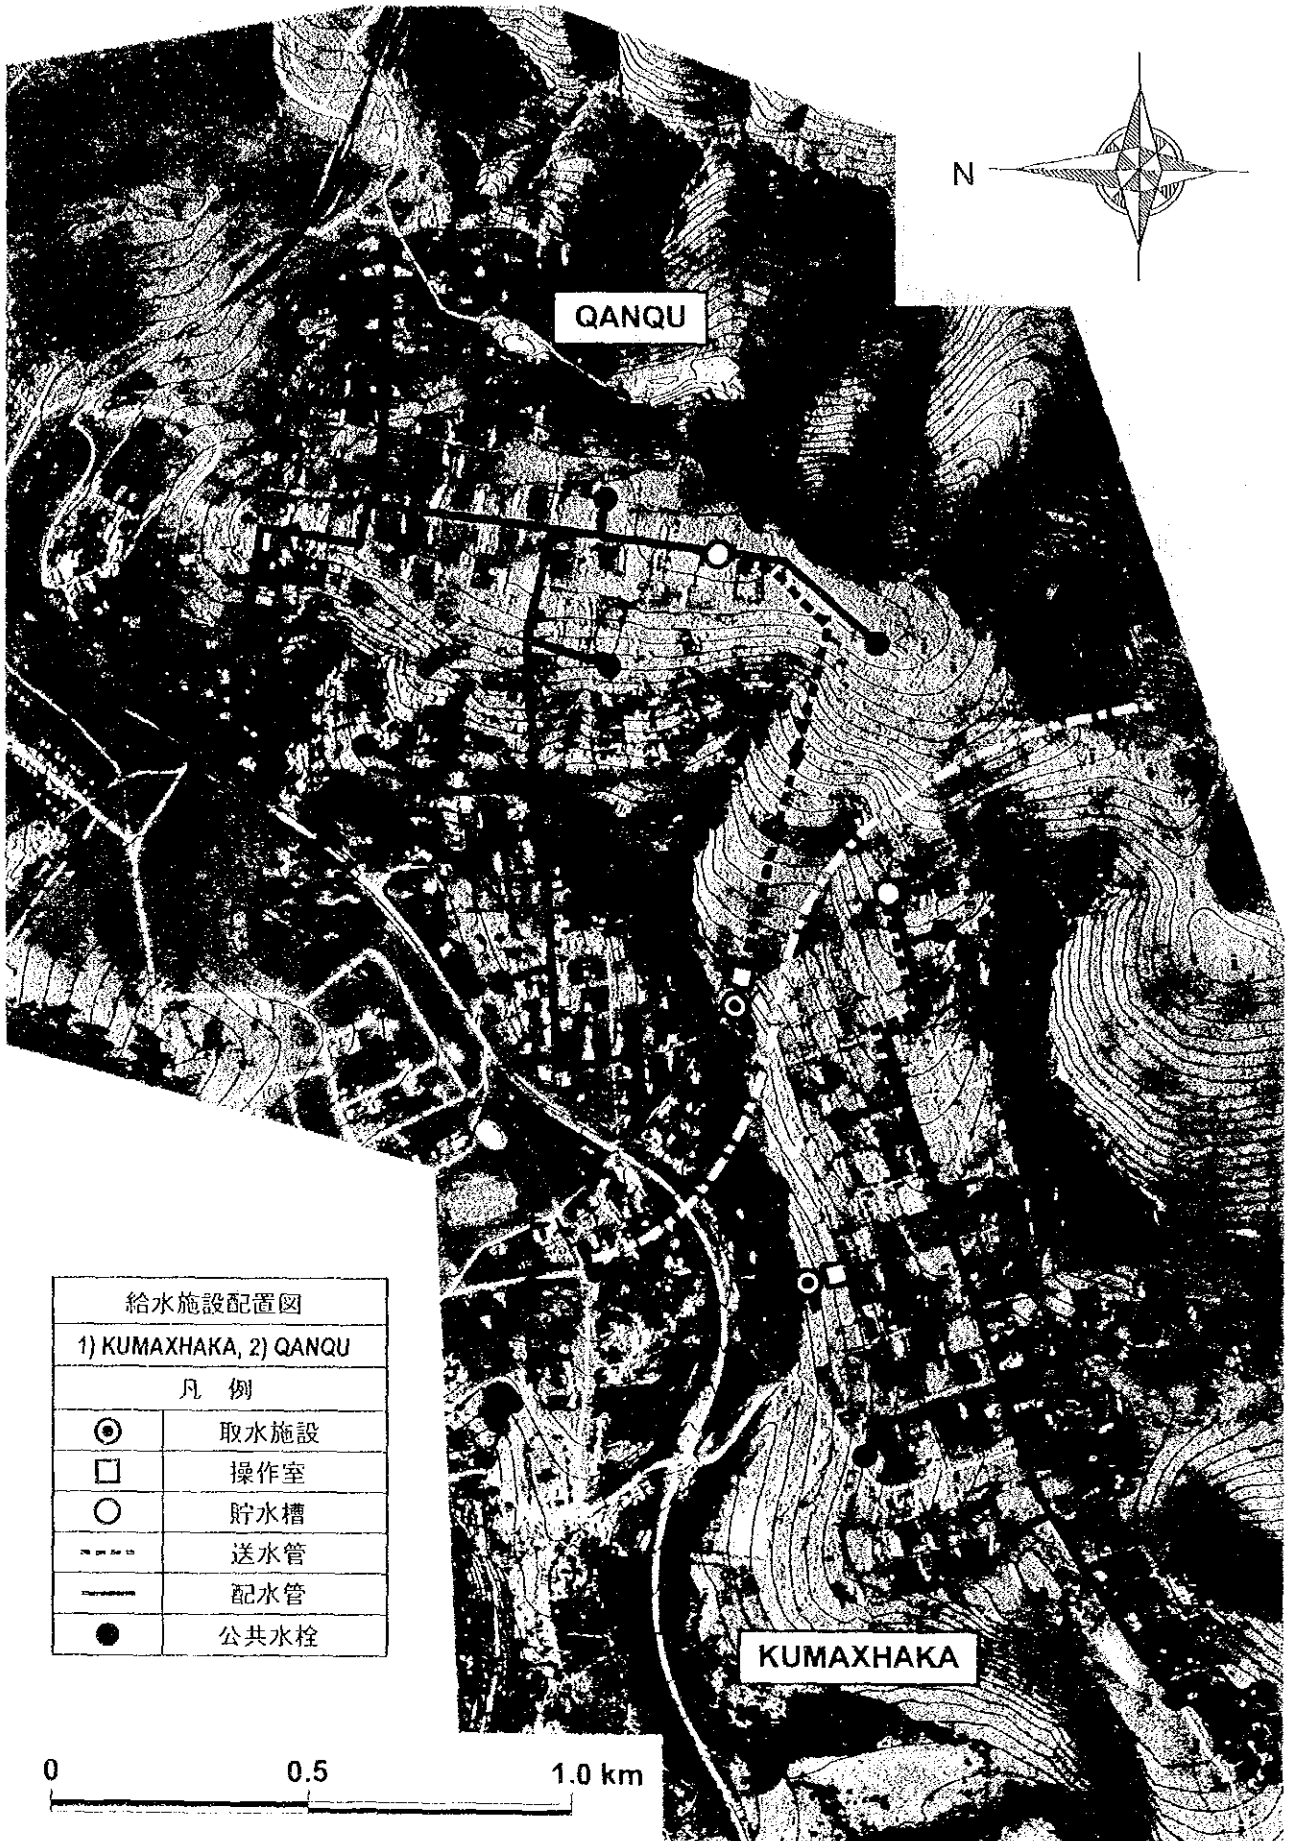 N
QANQU
給水施設配置図
1) KUMAXHAKA, 2) QANQU
凡 例
取水施設
操作室
貯水槽
送水管
配水管
公共水栓
KUMAXHAKA
0 0.5 1.0 km